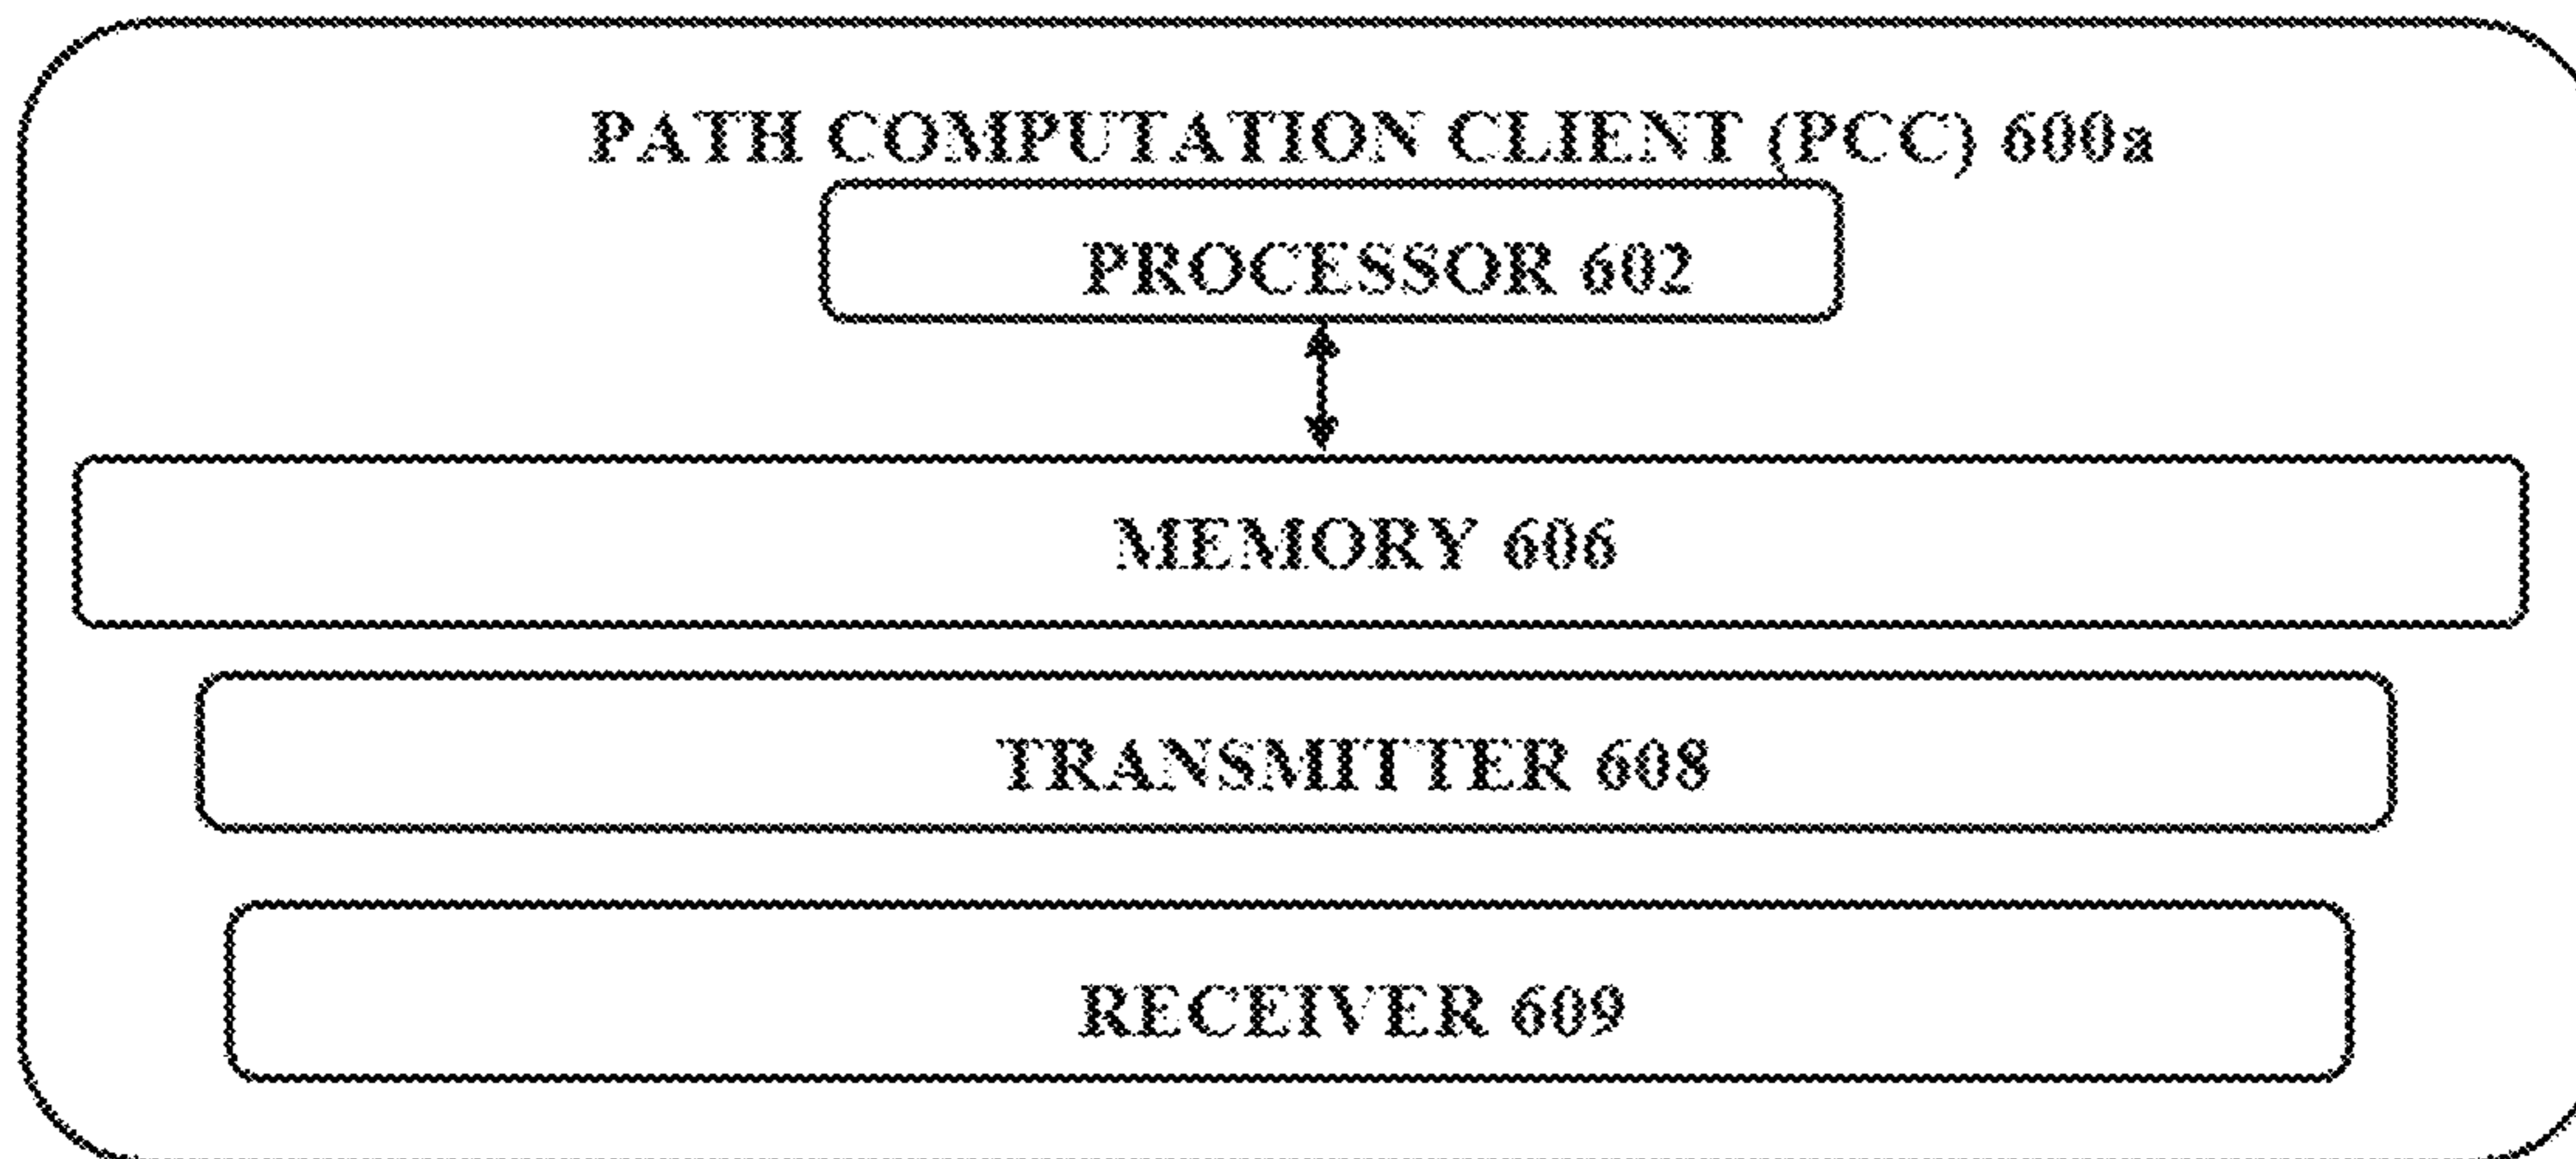 PATH COMPUTATION CLIENT (PCC) 600a
PROCESSOR 602
MEMORY 606
TRANSMITTER 608
RECEIVER 609